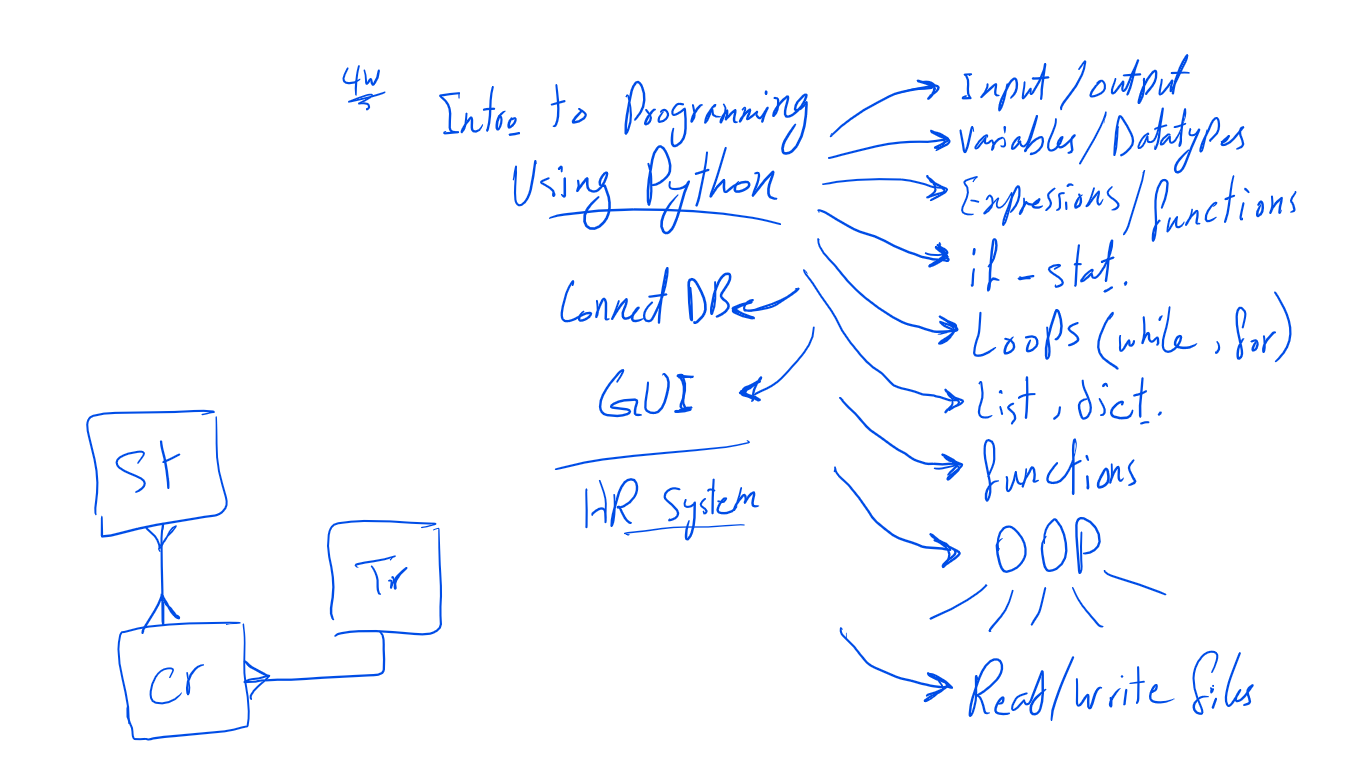 4W
Intro to Programming
Using Python
Input / output
Variables / Datatypes
Expressions / functions
if - stat.
Connect DB
Loops (while, for)
GUI
List, dict.
functions
HR System
OOP
Read/write files
St
Tr
Cr